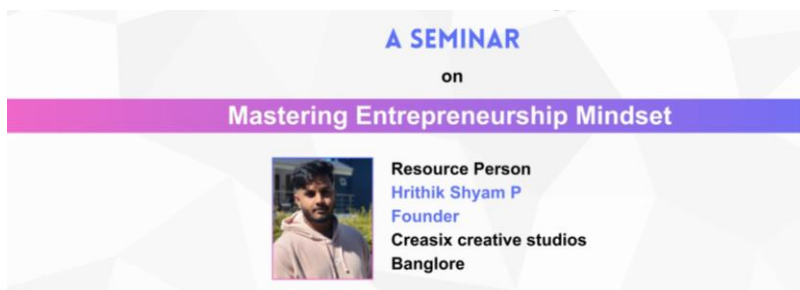 A SEMINAR
on
Mastering Entrepreneurship Mindset
Resource Person
Hrithik Shyam P
Founder
Creasix creative studios
Banglore